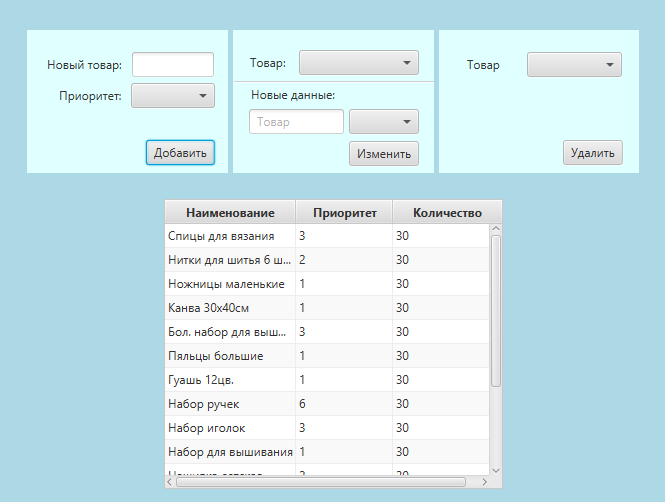 Новый товар:
Приоритет:
Добавить
Товар:
Новые данные:
Товар
Изменить
Товар
Удалить
Наименование Приоритет Количество
Спицы для вязания 3 30
Нитки для шитья 6 ш... 2 30
Ножницы маленькие 1 30
Канва 30х40см 1 30
Бол. набор для выш... 3 30
Пяльцы большие 1 30
Гуашь 12цв. 1 30
Набор ручек 6 30
Набор иголок 3 30
Набор для вышивания 1 30
30